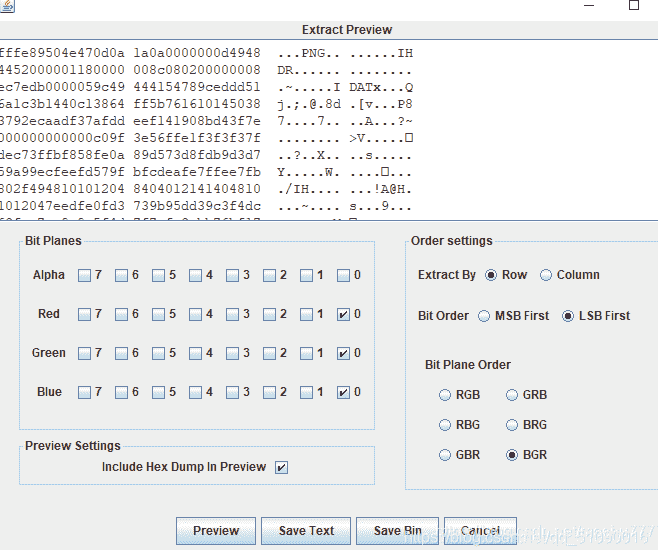 Extract Preview
fffe89504e470d0a 1a0a0000000d4948 ...PNG.. ......IH
4452000001180000 008c080200000008 DR...... ........
ec7edb0000059c49 444154789ceddd51 .~.....I DATx...Q
6a1c3b1440c13864 ff5b761610145038 j.;.@.8d .[v...P8
3792ecaadf37afdd eef141908bd43f7e 7....7.. ..A...?~
000000000000c09f 3e56ffe1f3f3f37f ........ >V.....□
dec73ffbf858fe0a 89d573d8fdb9d3d7 ..?..X.. ..s.....
59a99ecfeefd579f bfcdeafe7ffee7fb Y.....W. ....□...
802f494810101204 8404012141404810 ./IH.... ...!A@H.
1012047eedfe0fd3 739b95dd39c3f4dc ...~.... s...9...
Bit Planes
Alpha 7 6 5 4 3 2 1 0
Red 7 6 5 4 3 2 1 0
Green 7 6 5 4 3 2 1 0
Blue 7 6 5 4 3 2 1 0
Preview Settings
Include Hex Dump In Preview
Order settings
Extract By Row Column
Bit Order MSB First LSB First
Bit Plane Order
RGB GRB
RBG BRG
GBR BGR
Preview Save Text Save Bin Cancel